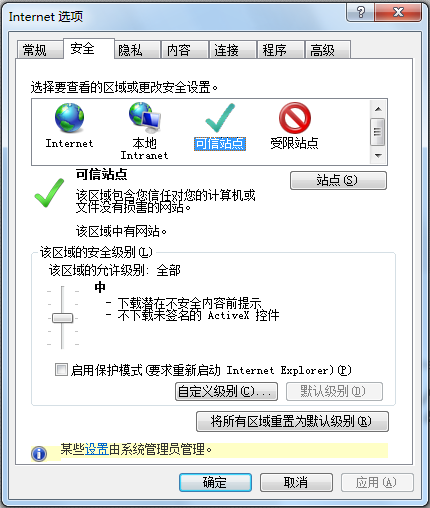 Internet 选项
常规 安全 隐私 内容 连接 程序 高级
选择要查看的区域或更改安全设置。
Internet 本地 Intranet 可信站点 受限站点
可信站点
站点(S)
该区域包含您信任对您的计算机或
文件没有损害的网站。
该区域中有网站。
该区域的安全级别(L)
该区域的允许级别: 全部
中
- 下载潜在不安全内容前提示
- 不下载未签名的 ActiveX 控件
启用保护模式(要求重新启动 Internet Explorer)(P)
自定义级别(C)... 默认级别(D)
将所有区域重置为默认级别(R)
某些设置由系统管理员管理。
确定 取消 应用(A)